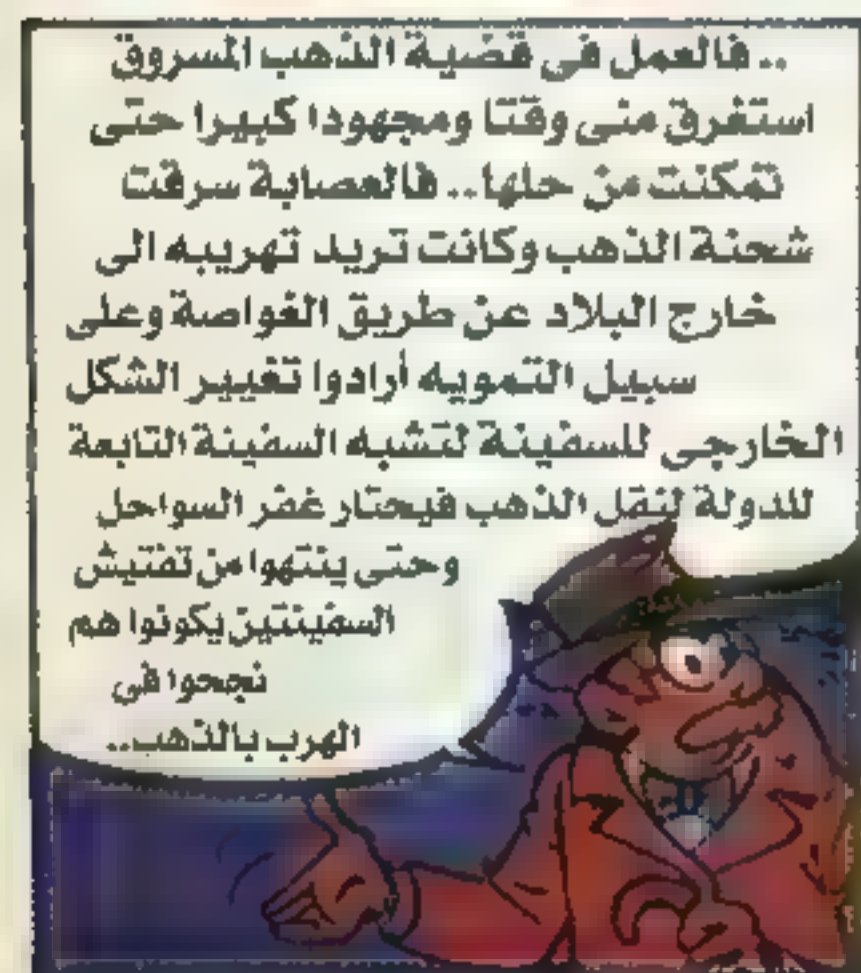 .. فالعمل فى قضية الذهب المسروق
استغرق منى وقتا ومجهودا كبيرا حتى
تمكنت من حلها.. فالعصابة سرقت
شحنة الذهب وكانت تريد تهريبه الى
خارج البلاد عن طريق الغواصة وعلى
سبيل التمويه أرادوا تغيير الشكل
الخارجى للسفينة لتشبه السفينة التابعة
للدولة لنقل الذهب فيحتار غفر السواحل
وحتى ينتهوا من تفتيش
السفينتين يكونوا هم
نجحوا فى
الهرب بالذهب..